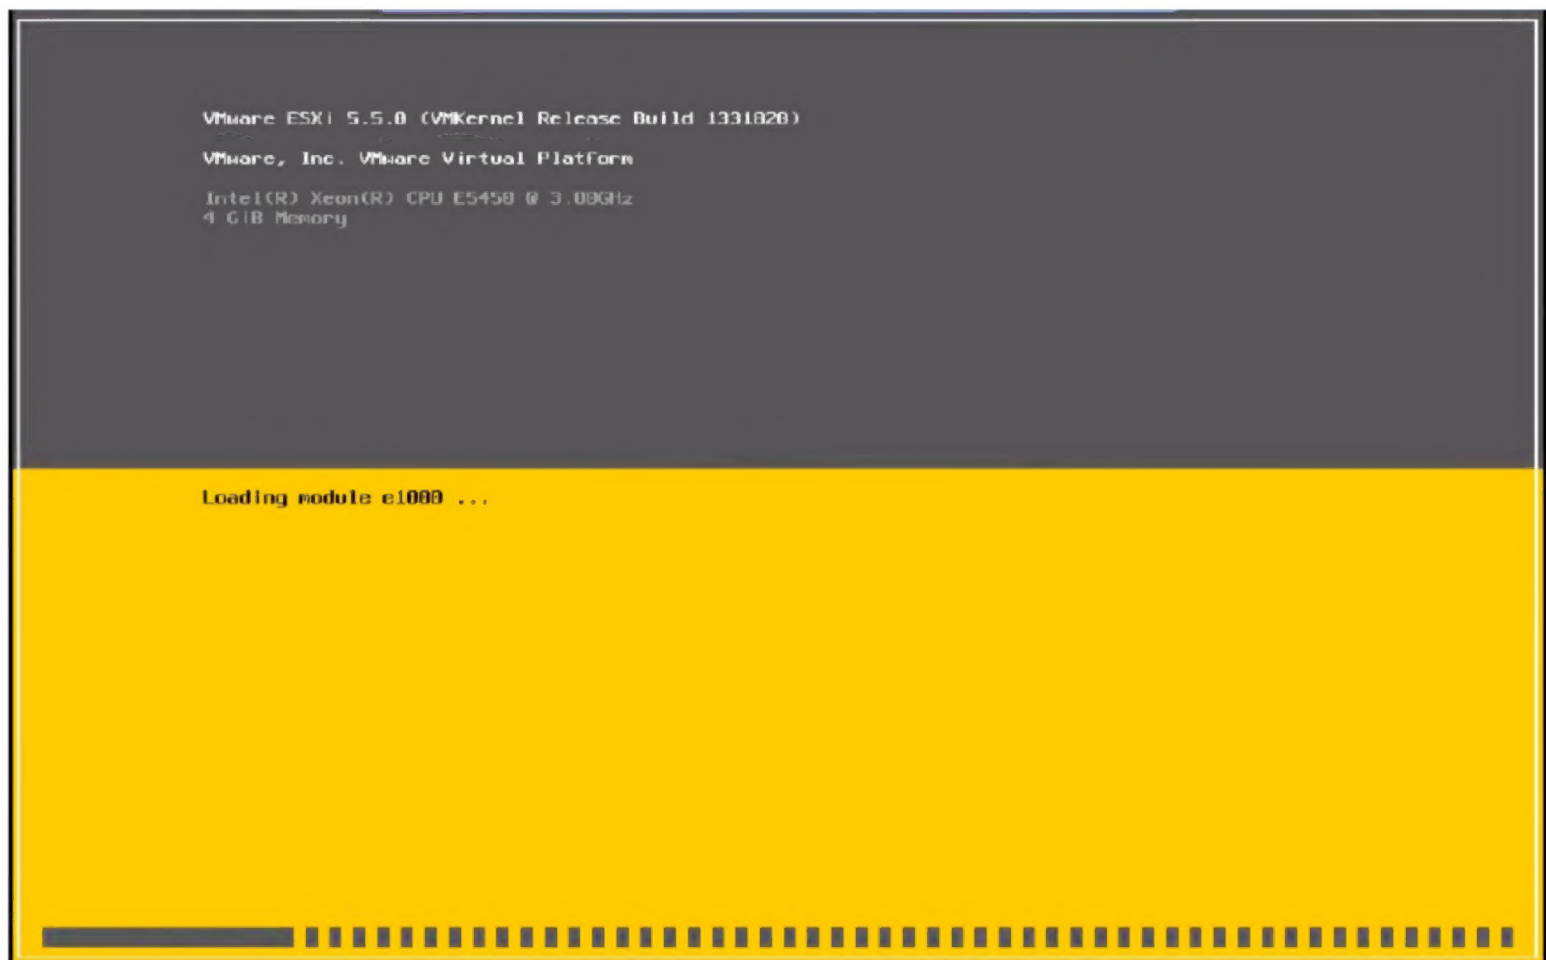 VMware ESXi 5.5.0 (VMKernel Release Build 1331820)
VMware, Inc. VMware Virtual Platform
Intel(R) Xeon(R) CPU E5450 @ 3.00GHz
4 GiB Memory
Loading module e1000 ...